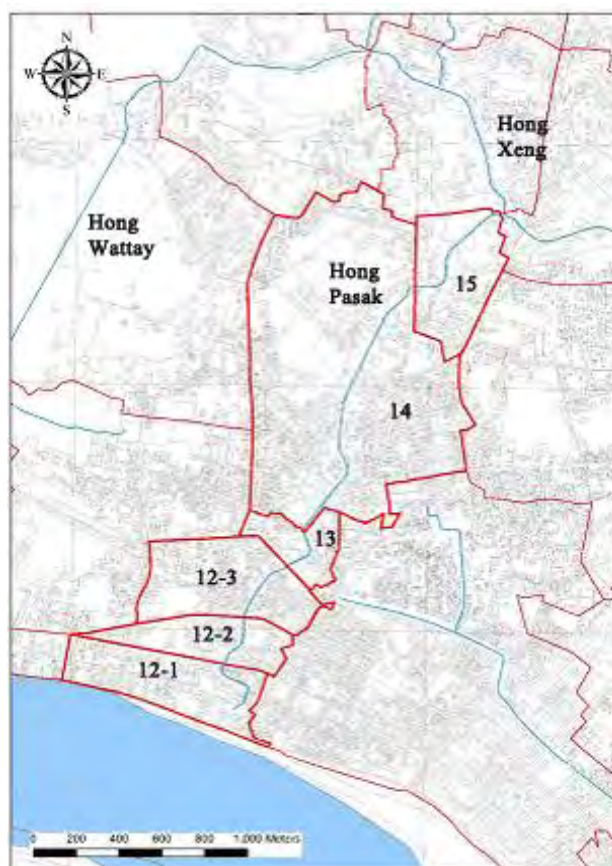 N
W E
S
Hong
Xeng
Hong
Wattay
Hong
Pasak
15
14
13
12-3
12-2
12-1
0 200 400 600 800 1,000 Meters